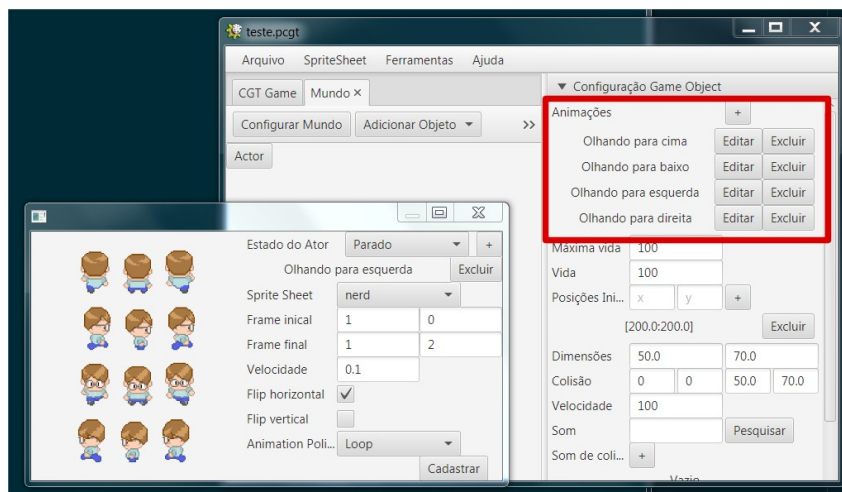 teste.pcgt
Arquivo SpriteSheet Ferramentas Ajuda
CGT Game Mundo ×
Configurar Mundo Adicionar Objeto >>
Actor
Configuração Game Object
Animações +
Olhando para cima Editar Excluir
Olhando para baixo Editar Excluir
Olhando para esquerda Editar Excluir
Olhando para direita Editar Excluir
Máxima vida 100
Vida 100
Posições Ini... x y +
[200.0:200.0] Excluir
Dimensões 50.0 70.0
Colisão 0 0 50.0 70.0
Velocidade 100
Som Pesquisar
Som de coli... +
Vazio
Estado do Ator Parado +
Olhando para esquerda Excluir
Sprite Sheet nerd
Frame inical 1 0
Frame final 1 2
Velocidade 0.1
Flip horizontal
Flip vertical
Animation Poli... Loop
Cadastrar